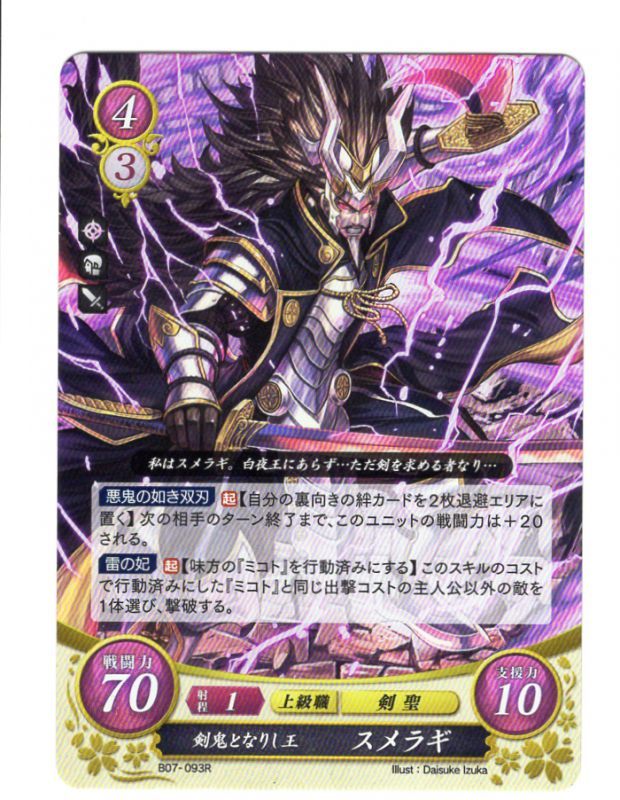 4
3
私はスメラギ。白夜王にあらず…ただ剣を求める者なり…
悪鬼の如き双刃 起【自分の裏向きの絆カードを2枚退避エリアに
置く】次の相手のターン終了まで、このユニットの戦闘力は+20
される。
雷の妃 起【味方の『ミコト』を行動済みにする】このスキルのコスト
で行動済みにした『ミコト』と同じ出撃コストの主人公以外の敵を
1体選び、撃破する。
戦闘力 70
射程 1 上級職 剣聖
支援力 10
剣鬼となりし王 スメラギ
B07-093R Illust : Daisuke Izuka